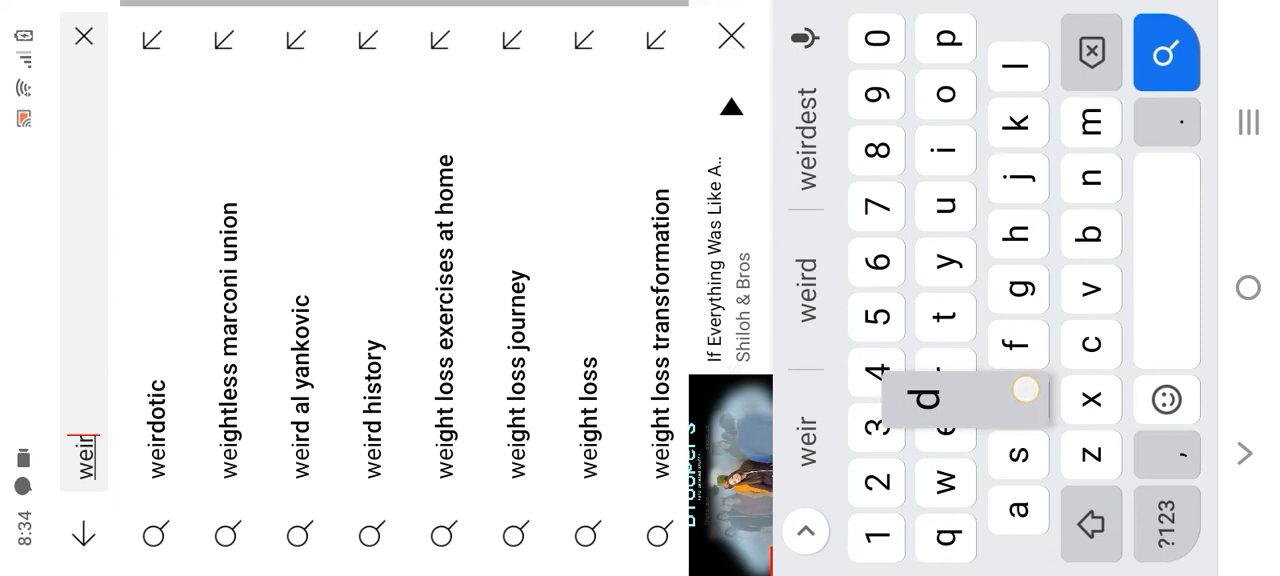 8:34
weir
weirdotic
weightless marconi union
weird al yankovic
weird history
weight loss exercises at home
weight loss journey
weight loss
weight loss transformation
If Everything Was Like A..
Shiloh & Bros
weir weird weirdest
1 2 3 4 5 6 7 8 9 0
q w e r t y u i o p
a s d f g h j k l
z x c v b n m
?123 , .